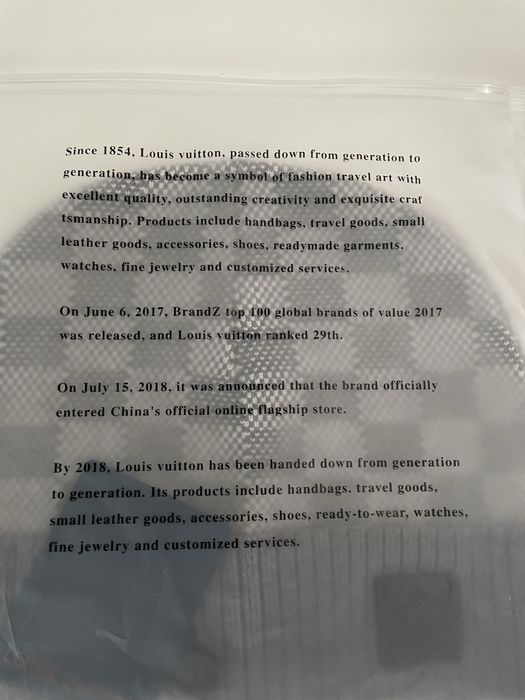 Since 1854, Louis vuitton, passed down from generation to
generation, has become a symbol of fashion travel art with
excellent quality, outstanding creativity and exquisite craf
tsmanship. Products include handbags, travel goods, small
leather goods, accessories, shoes, readymade garments,
watches, fine jewelry and customized services.
On June 6, 2017, BrandZ top 100 global brands of value 2017
was released, and Louis vuitton ranked 29th.
On July 15, 2018, it was announced that the brand officially
entered China's official online flagship store.
By 2018, Louis vuitton has been handed down from generation
to generation. Its products include handbags. travel goods,
small leather goods, accessories, shoes, ready-to-wear, watches,
fine jewelry and customized services.